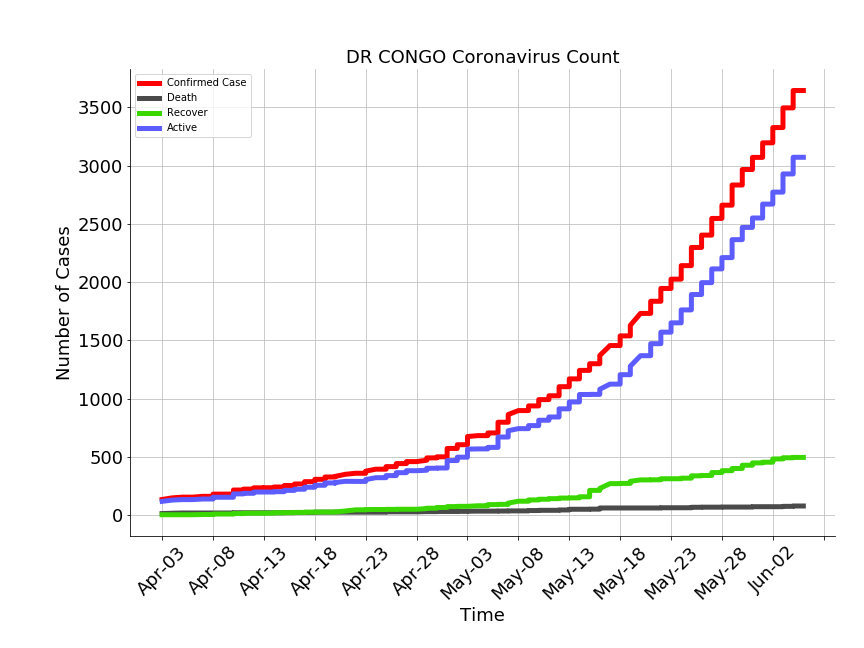 DR CONGO Coronavirus Count
Confirmed Case
Death
Recover
Active
Number of Cases
3500
3000
2500
2000
1500
1000
500
0
Apr-03
Apr-08
Apr-13
Apr-18
Apr-23
Apr-28
May-03
May-08
May-13
May-18
May-23
May-28
Jun-02
Time